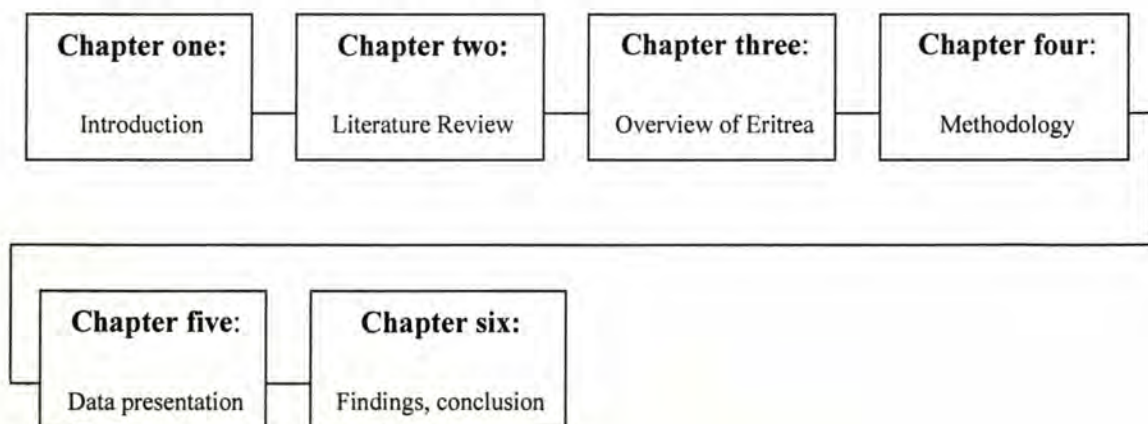 Chapter one:
Introduction
Chapter two:
Literature Review
Chapter three:
Overview of Eritrea
Chapter four:
Methodology
Chapter five:
Data presentation
Chapter six:
Findings, conclusion